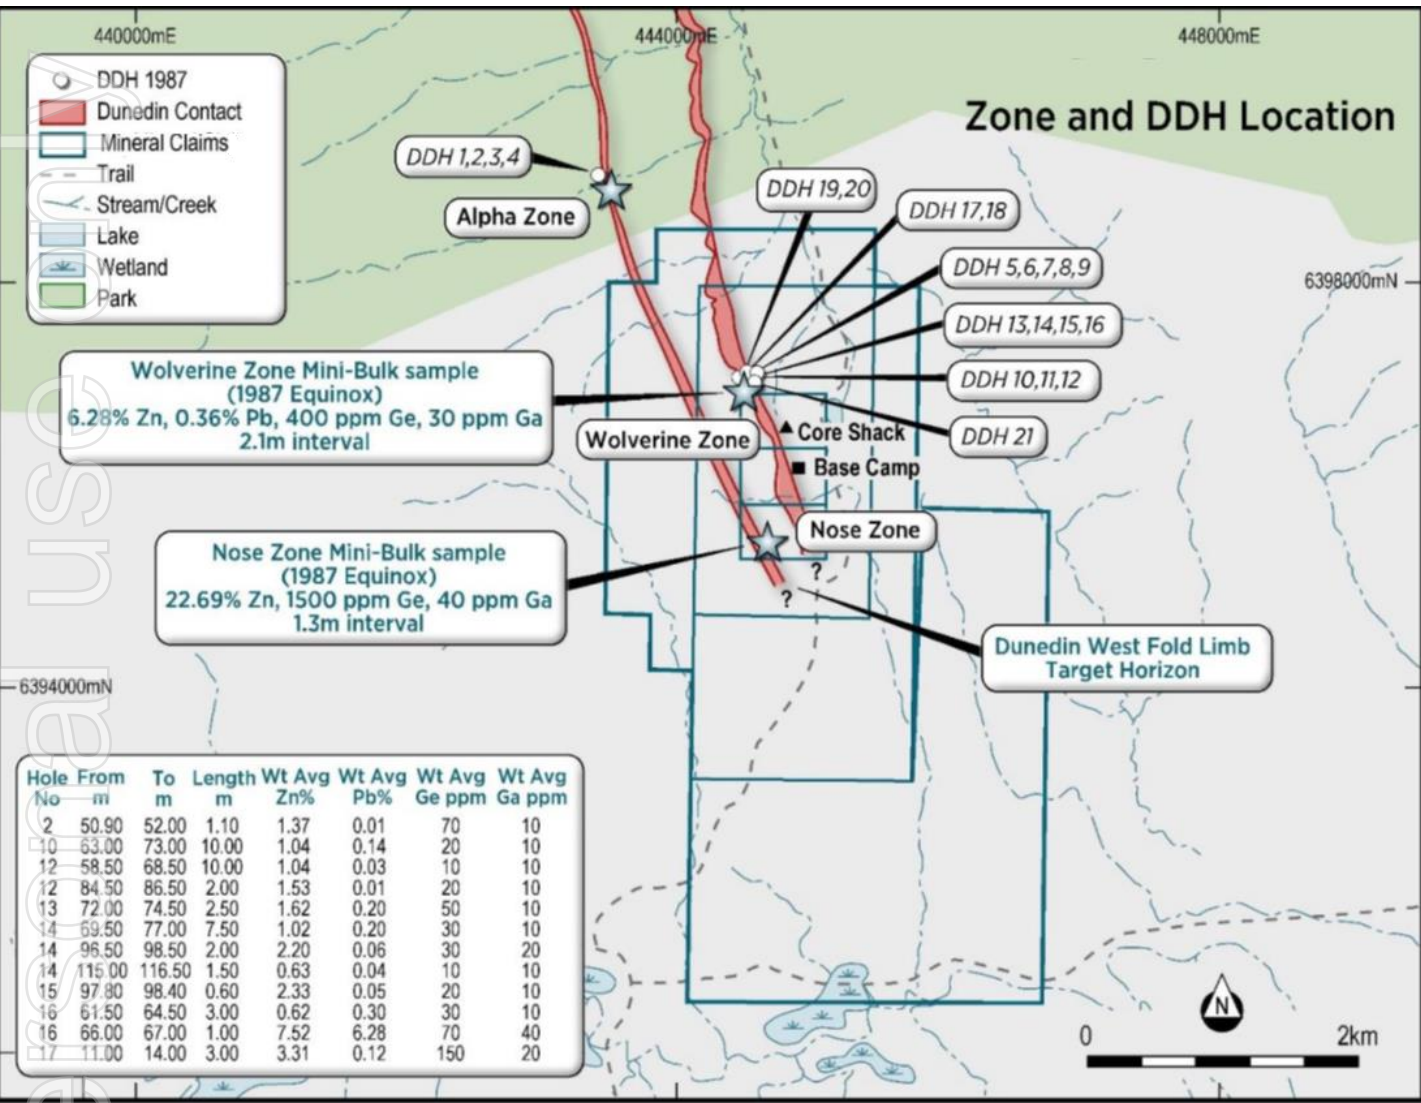 440000mE
444000mE
448000mE
Zone and DDH Location
DDH 1987
Dunedin Contact
Mineral Claims
Trail
Stream/Creek
Lake
Wetland
Park
DDH 1,2,3,4
Alpha Zone
DDH 19,20
DDH 17,18
DDH 5,6,7,8,9
6398000mN
DDH 13,14,15,16
DDH 10,11,12
DDH 21
Wolverine Zone Mini-Bulk sample
(1987 Equinox)
6.28% Zn, 0.36% Pb, 400 ppm Ge, 30 ppm Ga
2.1m interval
Wolverine Zone
Core Shack
Base Camp
Nose Zone
Nose Zone Mini-Bulk sample
(1987 Equinox)
22.69% Zn, 1500 ppm Ge, 40 ppm Ga
1.3m interval
?
?
Dunedin West Fold Limb
Target Horizon
6394000mN
Hole From To Length Wt Avg Wt Avg Wt Avg Wt Avg
No m m m Zn% Pb% Ge ppm Ga ppm
2 50.90 52.00 1.10 1.37 0.01 70 10
10 63.00 73.00 10.00 1.04 0.14 20 10
12 58.50 68.50 10.00 1.04 0.03 10 10
12 84.50 86.50 2.00 1.53 0.01 20 10
13 72.00 74.50 2.50 1.62 0.20 50 10
14 69.50 77.00 7.50 1.02 0.20 30 10
14 96.50 98.50 2.00 2.20 0.06 30 20
14 115.00 116.50 1.50 0.63 0.04 10 10
15 97.80 98.40 0.60 2.33 0.05 20 10
16 61.50 64.50 3.00 0.62 0.30 30 10
16 66.00 67.00 1.00 7.52 6.28 70 40
17 11.00 14.00 3.00 3.31 0.12 150 20
N
0 2km
ersonal use only